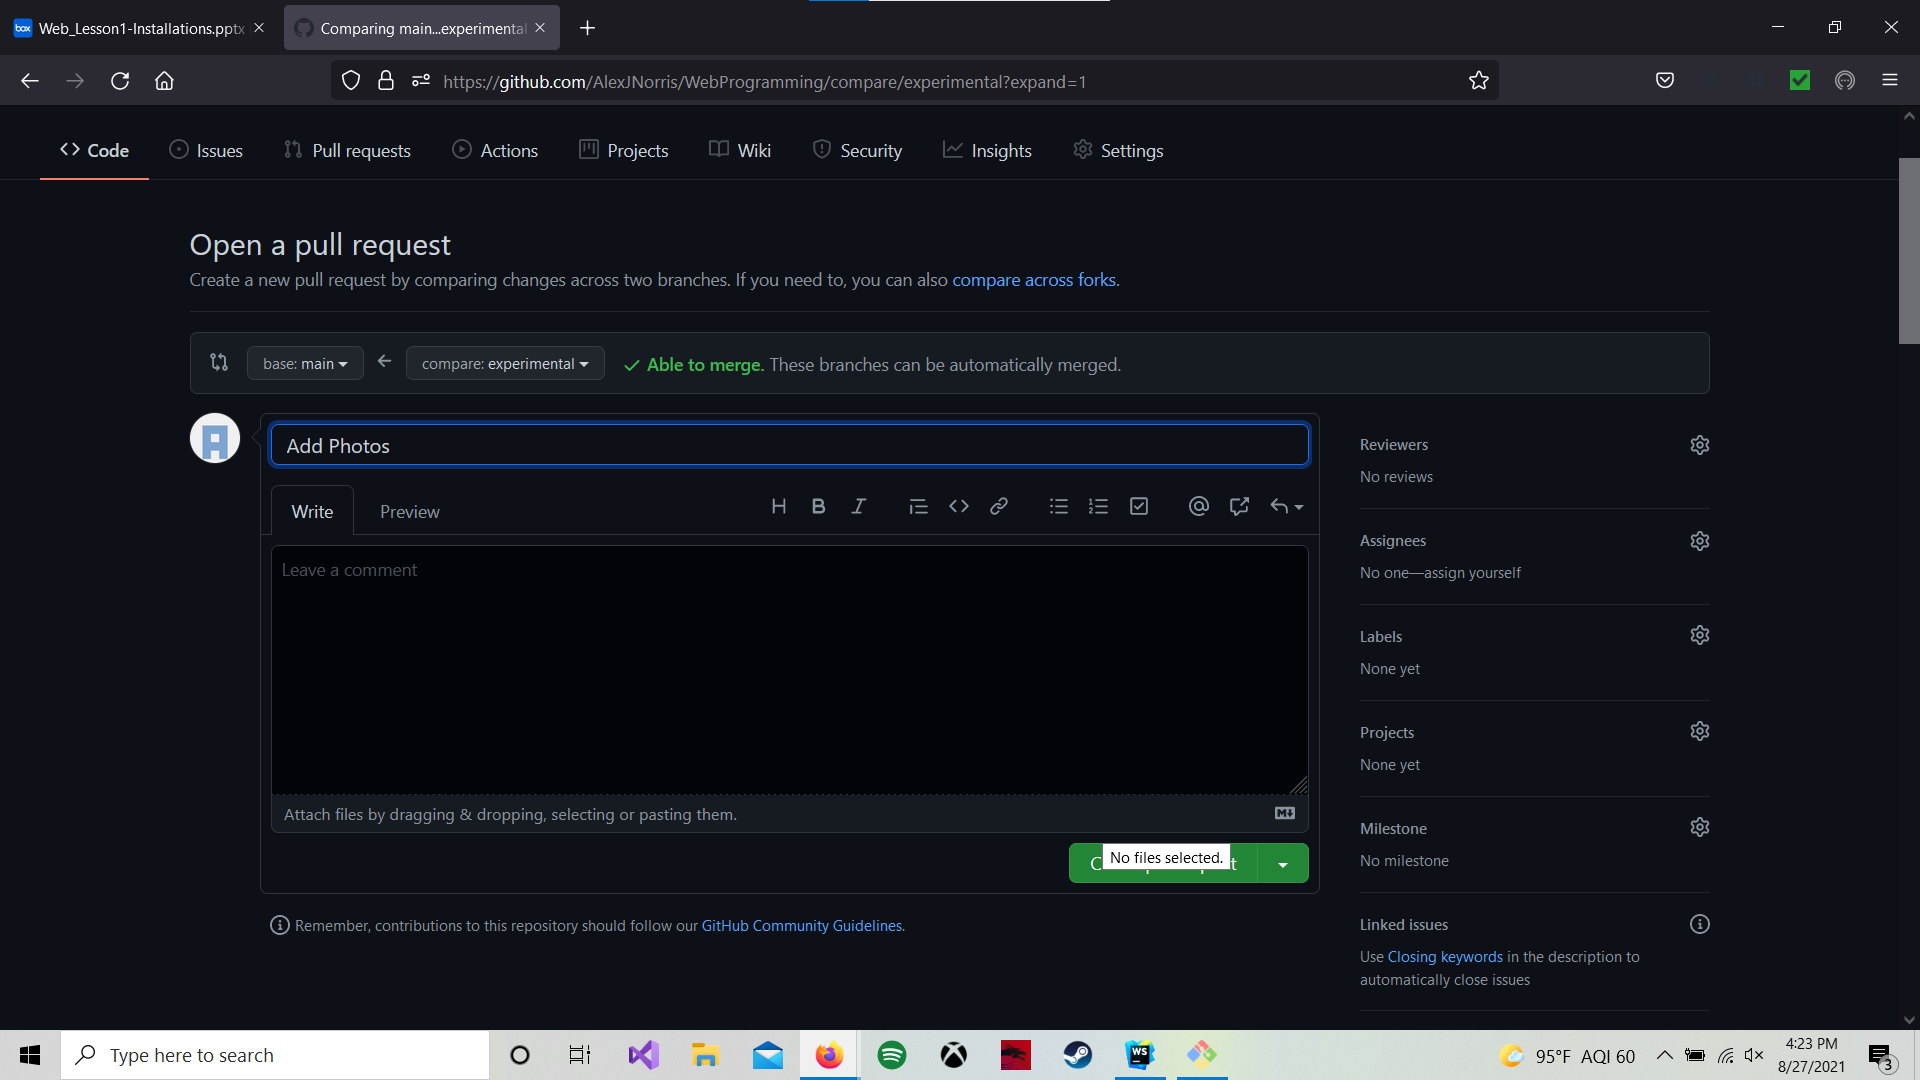 Web_Lesson1-Installations.pptx
Comparing main...experimental
https://github.com/AlexJNorris/WebProgramming/compare/experimental?expand=1
Code
Issues
Pull requests
Actions
Projects
Wiki
Security
Insights
Settings
Open a pull request
Create a new pull request by comparing changes across two branches. If you need to, you can also compare across forks.
base: main
compare: experimental
Able to merge. These branches can be automatically merged.
Add Photos
Write
Preview
Leave a comment
Attach files by dragging & dropping, selecting or pasting them.
No files selected.
Remember, contributions to this repository should follow our GitHub Community Guidelines.
Reviewers
No reviews
Assignees
No one—assign yourself
Labels
None yet
Projects
None yet
Milestone
No milestone
Linked issues
Use Closing keywords in the description to
automatically close issues
Type here to search
95°F AQI 60
4:23 PM
8/27/2021
3